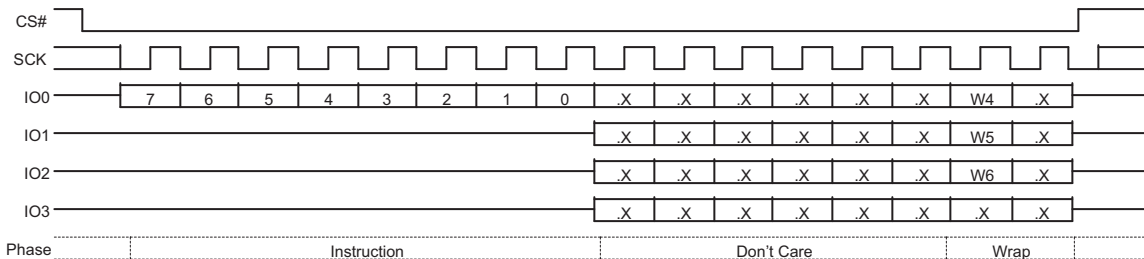 CS#
SCK
IO0 7 6 5 4 3 2 1 0 .X .X .X .X .X .X W4 .X
IO1 .X .X .X .X .X .X W5 .X
IO2 .X .X .X .X .X .X W6 .X
IO3 .X .X .X .X .X .X .X .X
Phase Instruction Don't Care Wrap